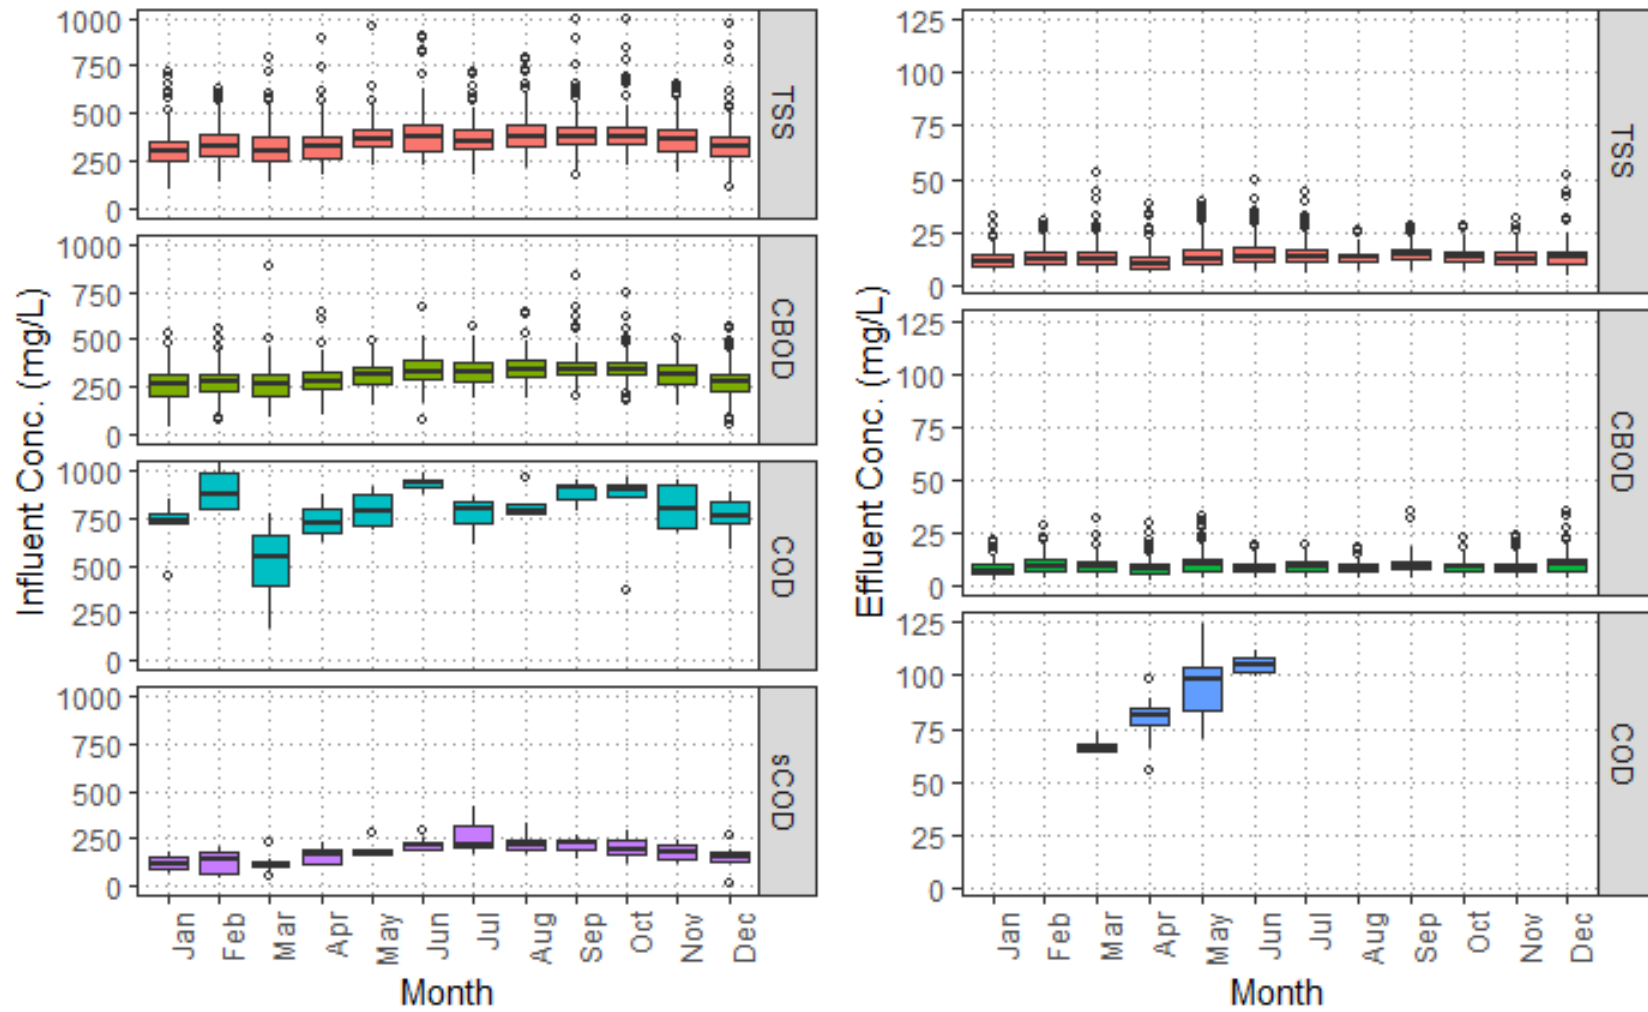 Influent Conc. (mg/L)
1000
750
500
250
0
TSS
1000
750
500
250
0
CBOD
1000
750
500
250
0
COD
1000
750
500
250
0
sCOD
Jan
Feb
Mar
Apr
May
Jun
Jul
Aug
Sep
Oct
Nov
Dec
Month
Effluent Conc. (mg/L)
125
100
75
50
25
0
TSS
125
100
75
50
25
0
CBOD
125
100
75
50
25
0
COD
Jan
Feb
Mar
Apr
May
Jun
Jul
Aug
Sep
Oct
Nov
Dec
Month